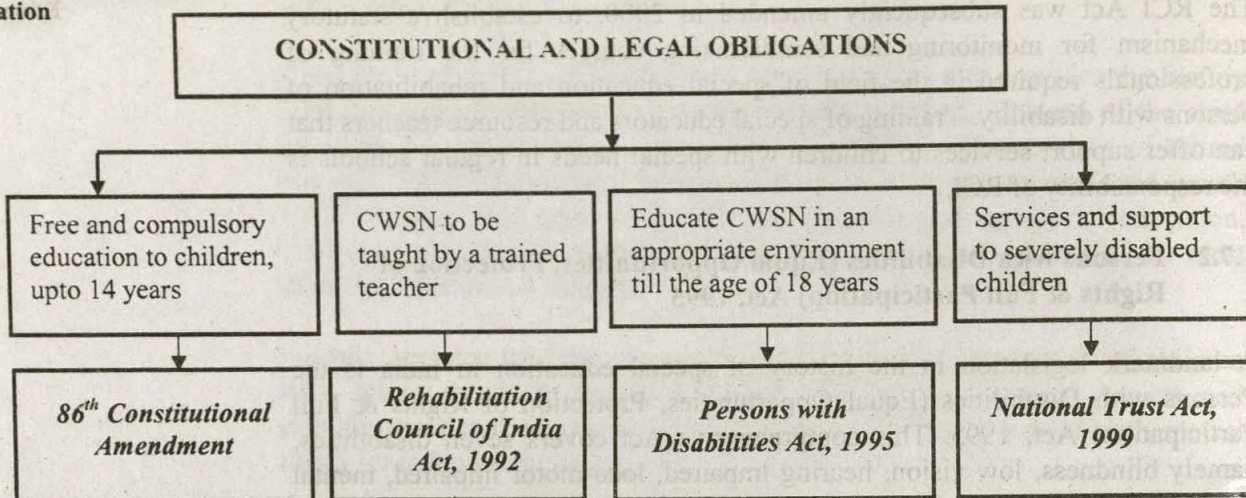 ation
CONSTITUTIONAL AND LEGAL OBLIGATIONS
Free and compulsory
education to children,
upto 14 years
CWSN to be
taught by a trained
teacher
Educate CWSN in an
appropriate environment
till the age of 18 years
Services and support
to severely disabled
children
86th Constitutional
Amendment
Rehabilitation
Council of India
Act, 1992
Persons with
Disabilities Act, 1995
National Trust Act,
1999